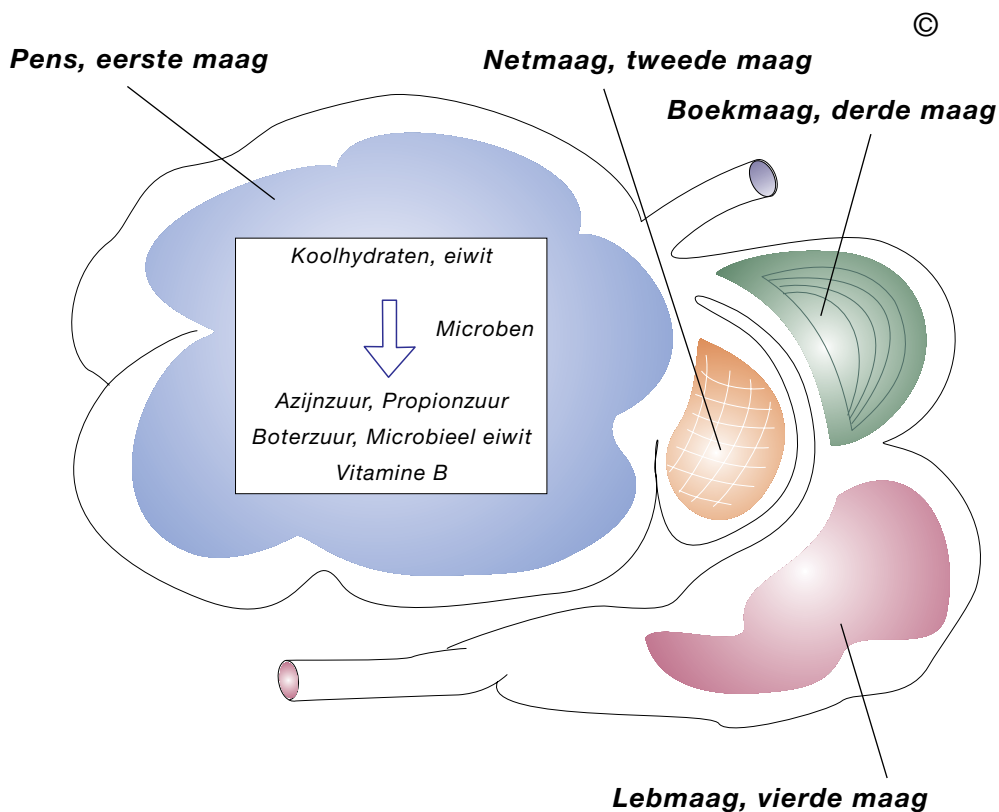 ©
Pens, eerste maag
Netmaag, tweede maag
Boekmaag, derde maag
Koolhydraten, eiwit
Microben
Azijnzuur, Propionzuur
Boterzuur, Microbieel eiwit
Vitamine B
Lebmaag, vierde maag